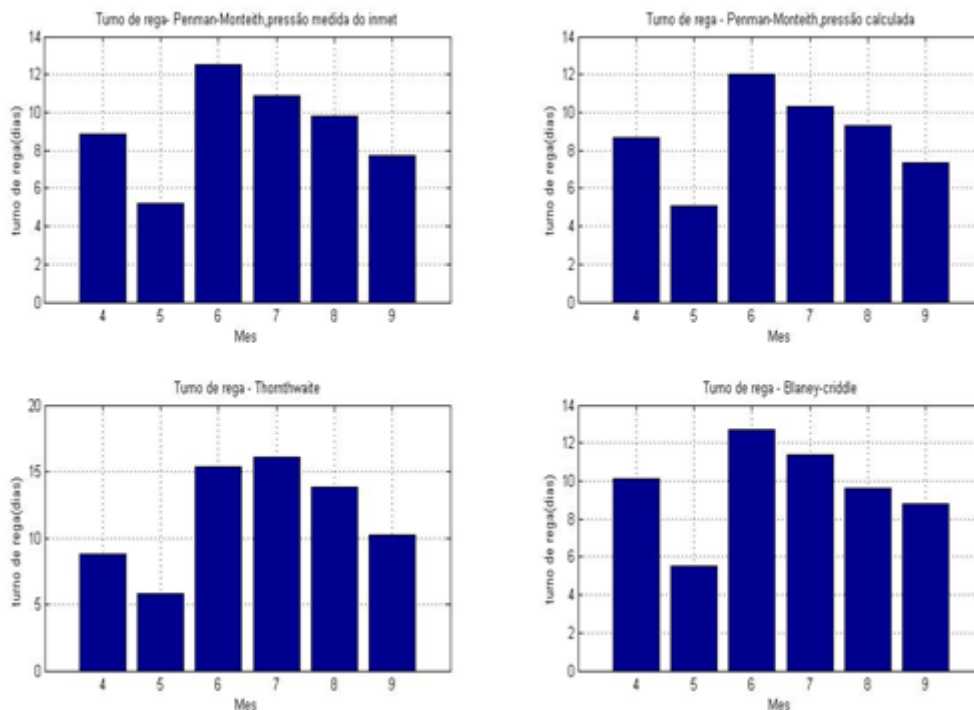 Turno de rega- Penman-Monteith,pressão medida do inmet
14
12
10
8
6
4
2
0
turno de rega(dias)
4 5 6 7 8 9
Mes
Turno de rega - Penman-Monteith,pressão calculada
14
12
10
8
6
4
2
0
turno de rega(dias)
4 5 6 7 8 9
Mes
Turno de rega - Thornthwaite
20
15
10
5
0
turno de rega(dias)
4 5 6 7 8 9
Mes
Turno de rega - Blaney-criddle
14
12
10
8
6
4
2
0
turno de rega(dias)
4 5 6 7 8 9
Mes